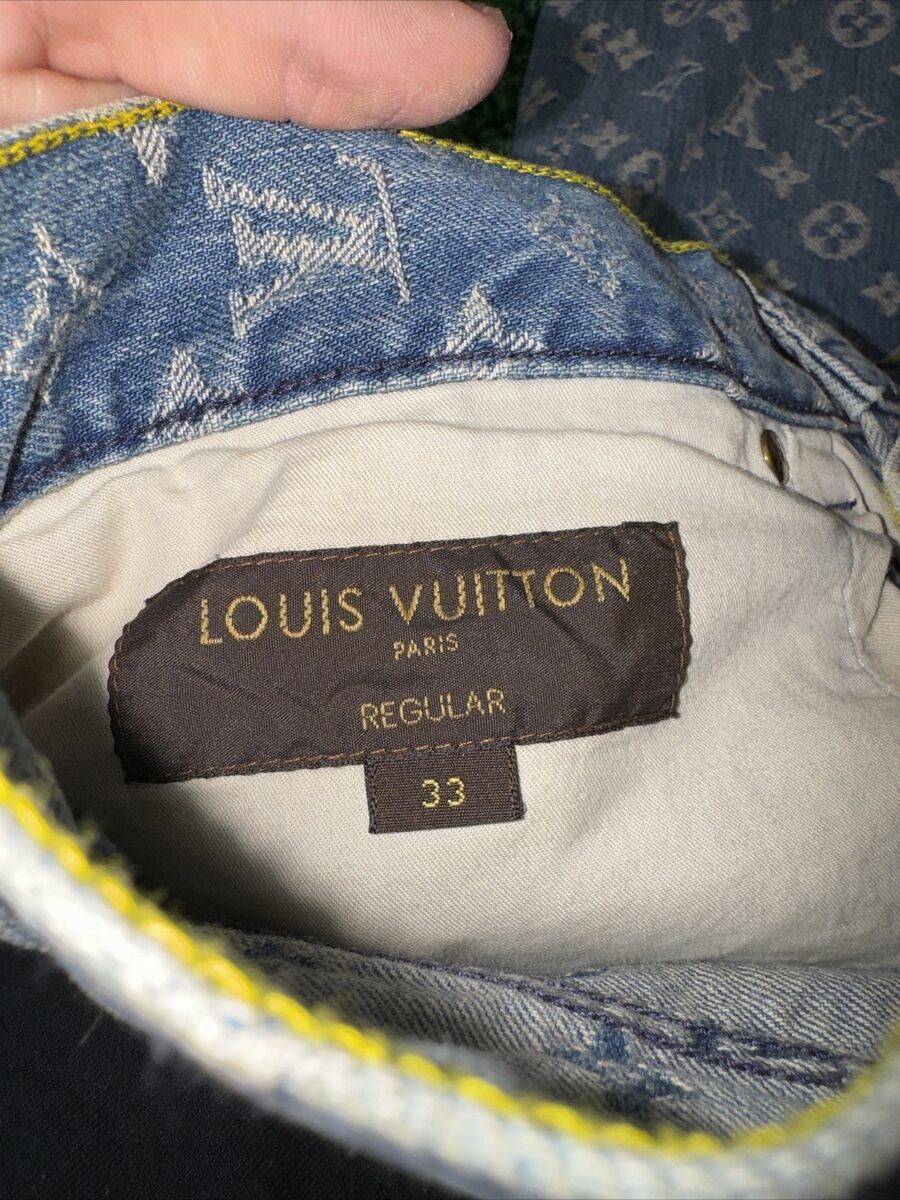 LOUIS VUITTON
PARIS
REGULAR
33